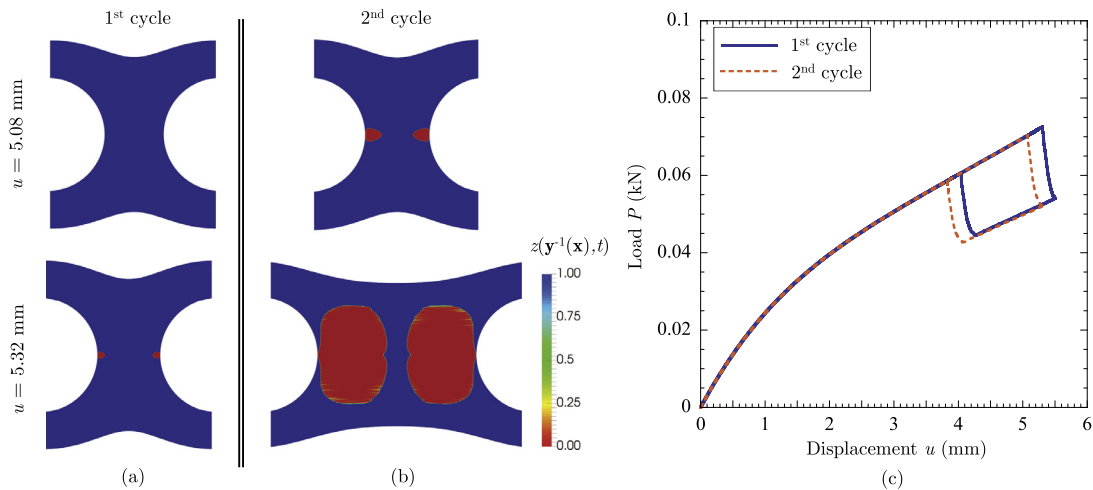 1st cycle
2nd cycle
u = 5.08 mm
u = 5.32 mm
z(y-1(x),t)
1.00
0.75
0.5
0.25
0.00
(a)
(b)
0.1
0.08
0.06
0.04
0.02
0
Load P (kN)
1st cycle
2nd cycle
0
1
2
3
4
5
6
Displacement u (mm)
(c)